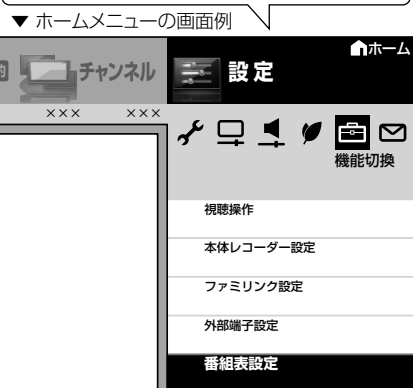 ▼ ホームメニューの画面例
ホーム
チャンネル
設定
××× ×××
機能切換
視聴操作
本体レコーダー設定
ファミリンク設定
外部端子設定
番組表設定